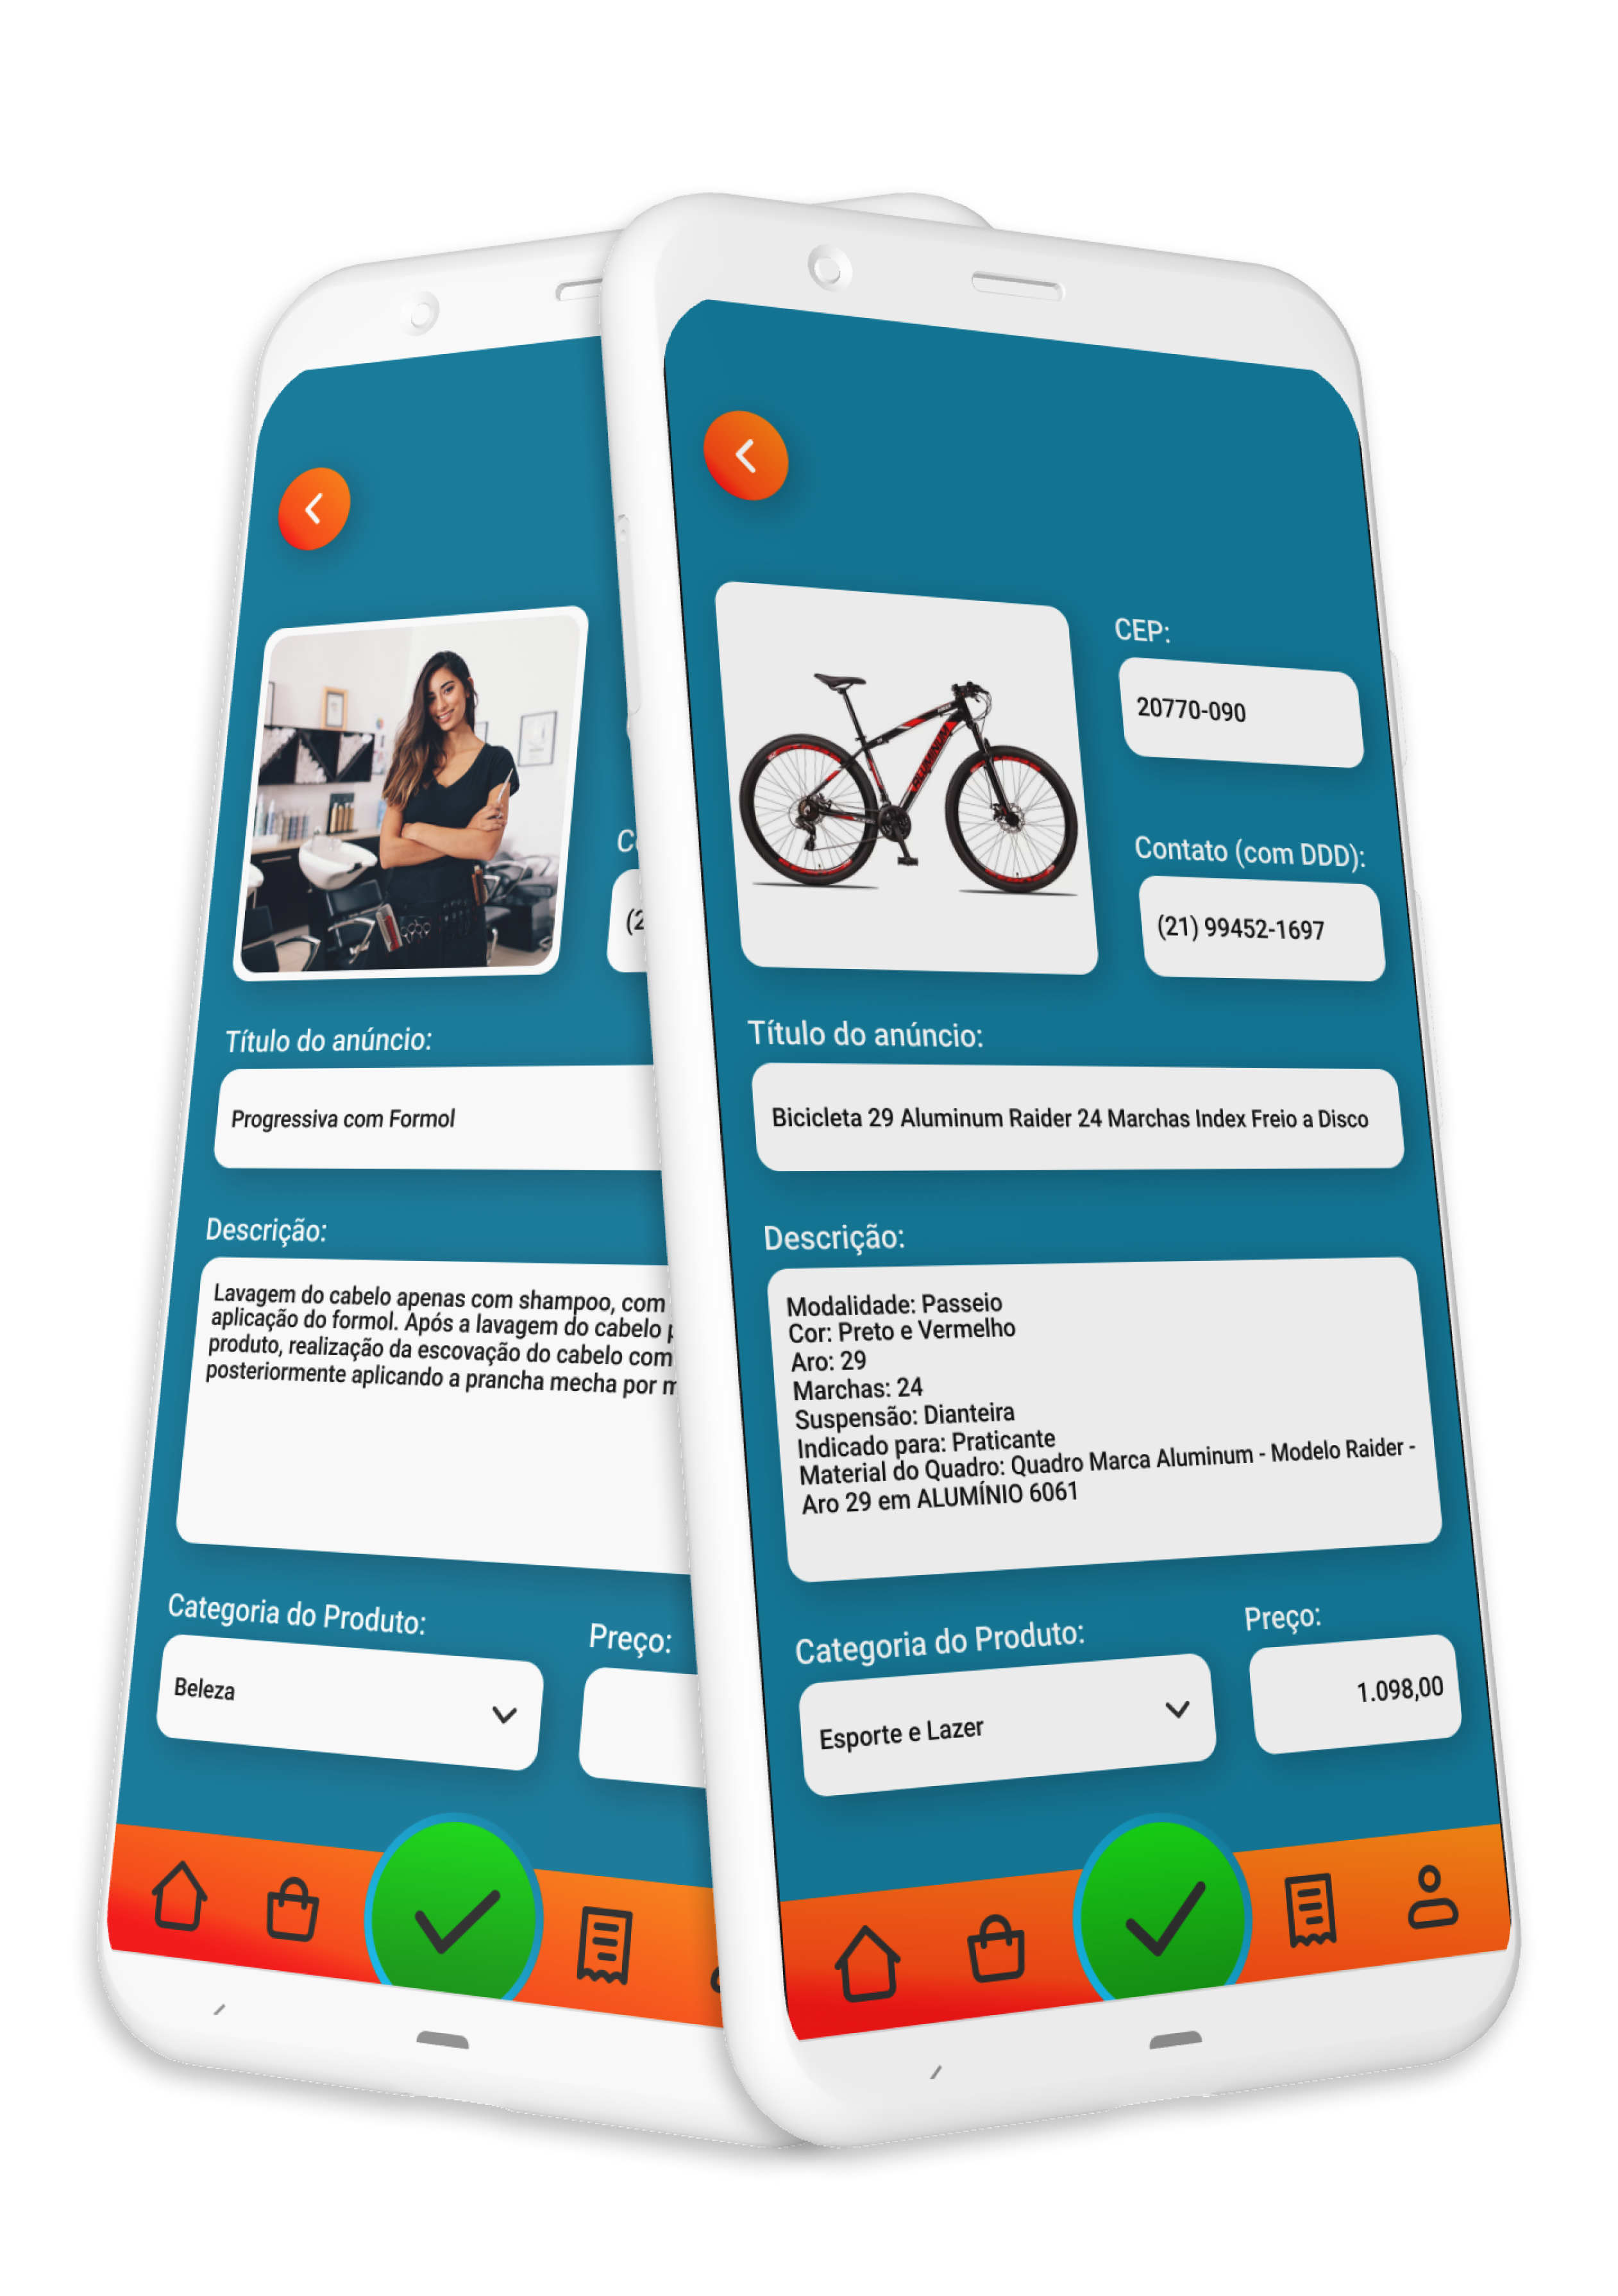 C
(2
Título do anúncio:
Progressiva com Formol
Descrição:
Lavagem do cabelo apenas com shampoo, com
aplicação do formol. Após a lavagem do cabelo
produto, realização da escovação do cabelo com
posteriormente aplicando a prancha mecha por
Categoria do Produto:
Preço:
Beleza
CEP:
20770-090
Contato (com DDD):
(21) 99452-1697
Título do anúncio:
Bicicleta 29 Aluminum Raider 24 Marchas Index Freio a Disco
Descrição:
Modalidade: Passeio
Cor: Preto e Vermelho
Aro: 29
Marchas: 24
Suspensão: Dianteira
Indicado para: Praticante
Material do Quadro: Quadro Marca Aluminum - Modelo Raider -
Aro 29 em ALUMÍNIO 6061
Categoria do Produto:
Preço:
Esporte e Lazer
1.098,00